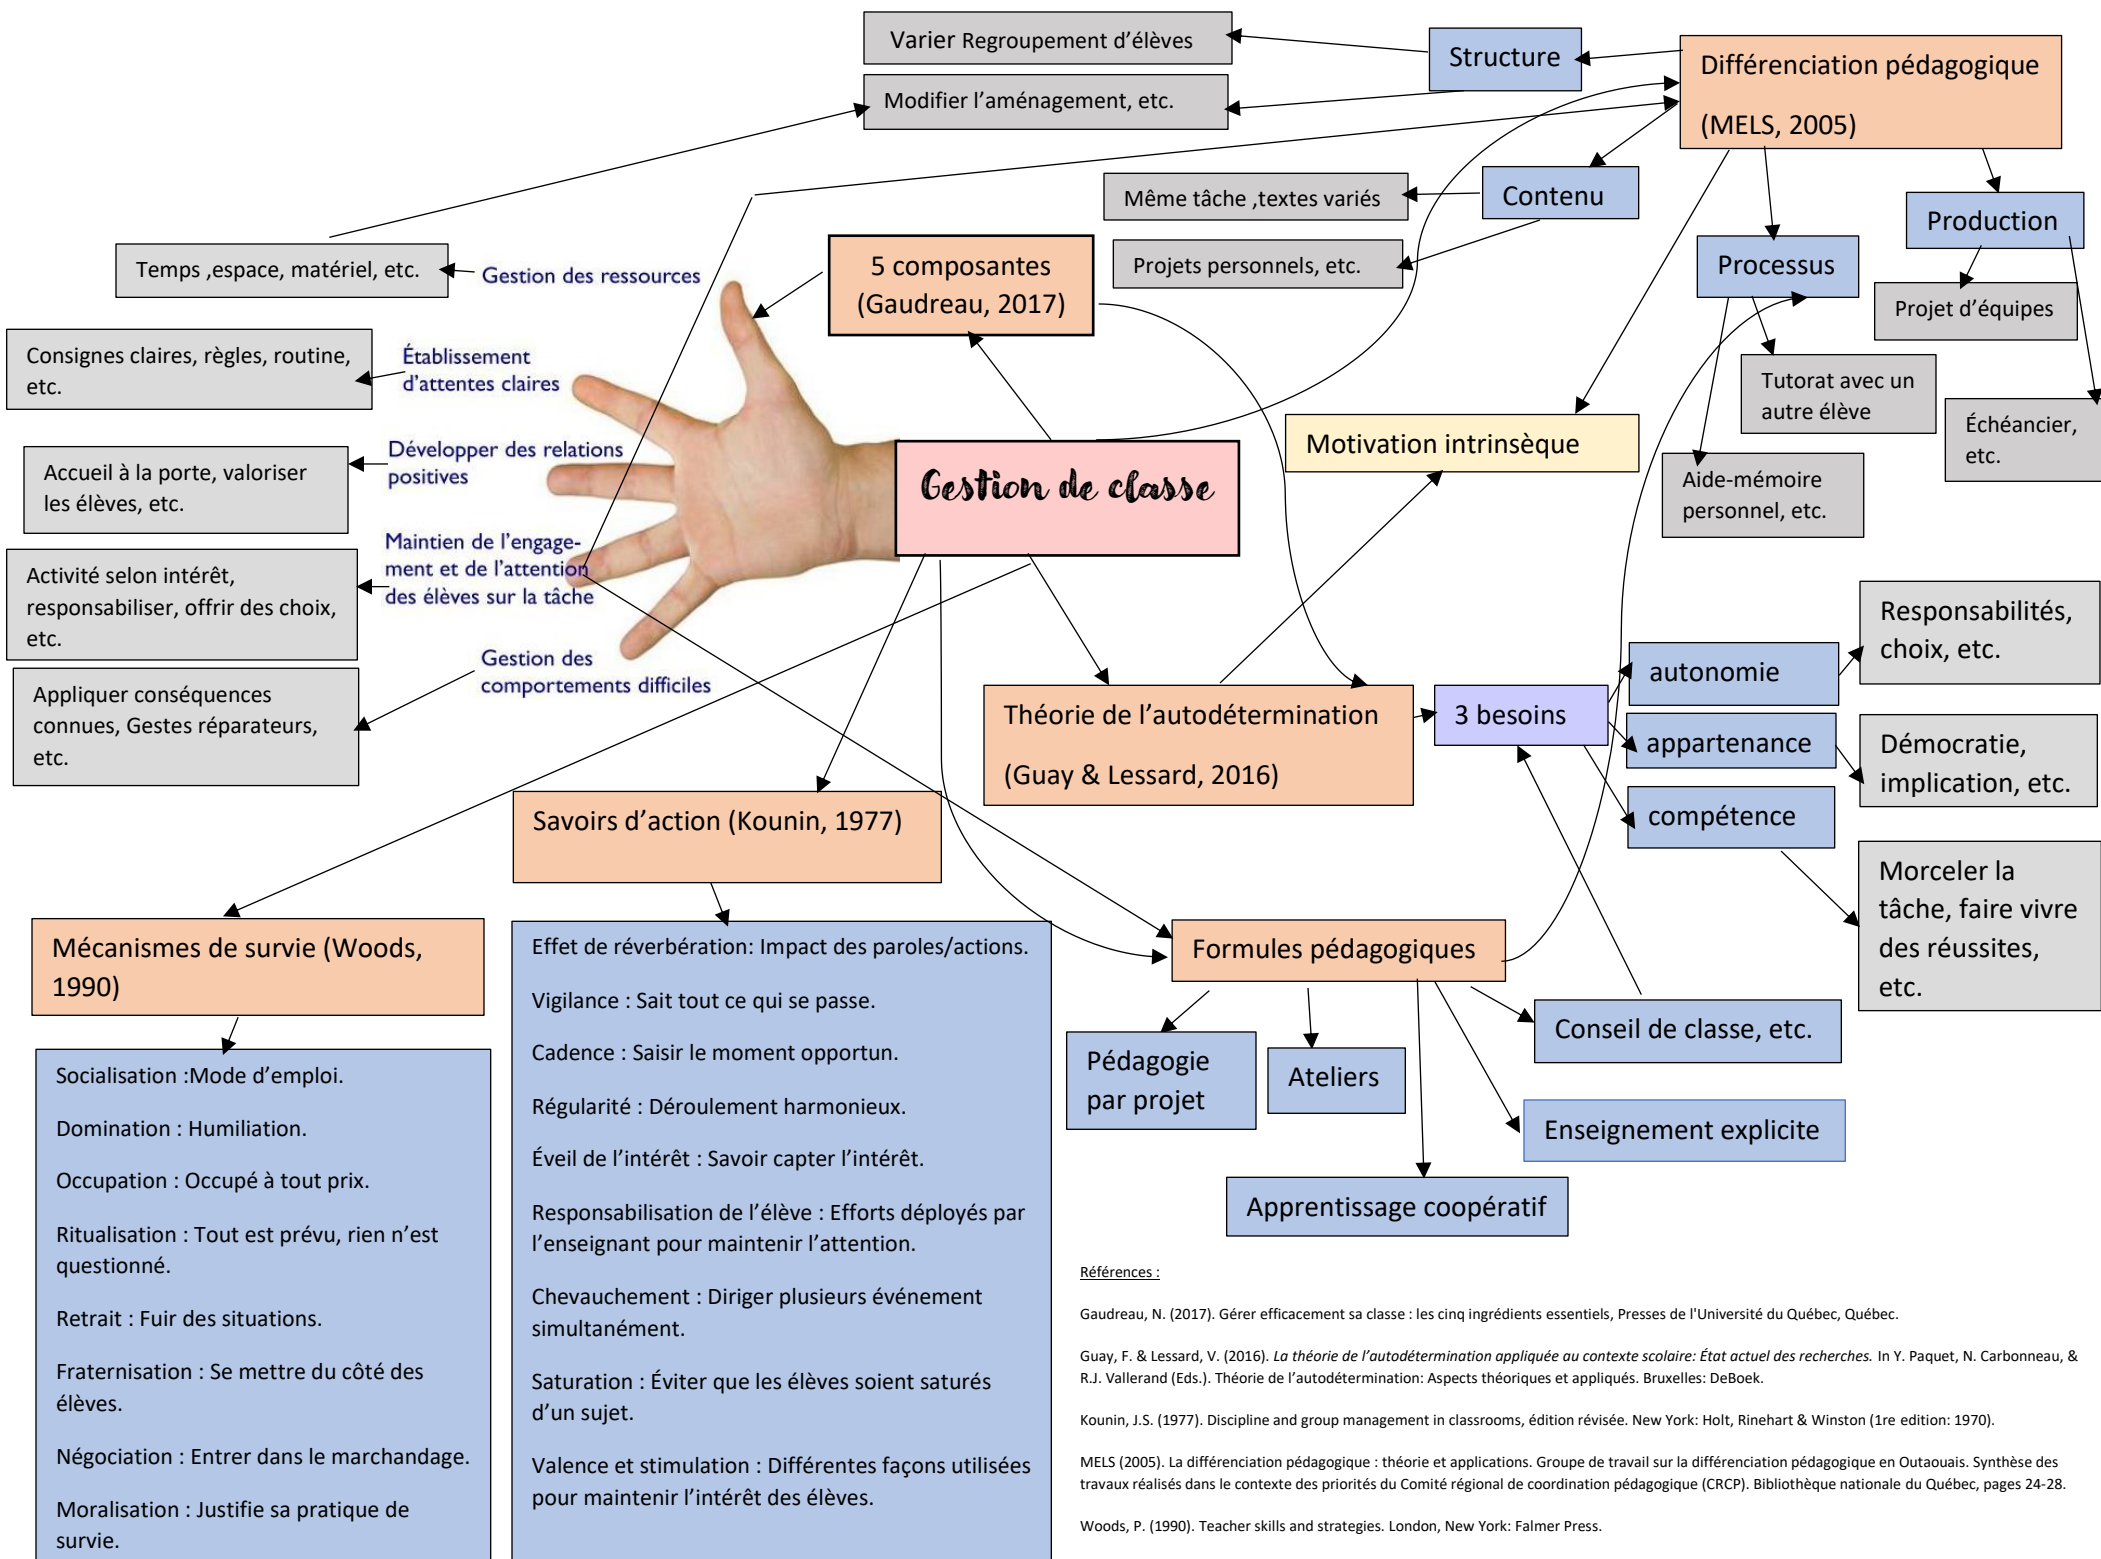 Varier Regroupement d’élèves
Structure
Différenciation pédagogique
(MELS, 2005)
Modifier l’aménagement, etc.
Même tâche ,textes variés
Contenu
Production
Projets personnels, etc.
Processus
Projet d’équipes
Tutorat avec un
autre élève
Échéancier,
etc.
Aide-mémoire
personnel, etc.
5 composantes
(Gaudreau, 2017)
Temps ,espace, matériel, etc.
Gestion des ressources
Consignes claires, règles, routine,
etc.
Établissement
d’attentes claires
Accueil à la porte, valoriser
les élèves, etc.
Développer des relations
positives
Activité selon intérêt,
responsabiliser, offrir des choix,
etc.
Maintien de l’engage-
ment et de l’attention
des élèves sur la tâche
Appliquer conséquences
connues, Gestes réparateurs,
etc.
Gestion des
comportements difficiles
Gestion de classe
Motivation intrinsèque
Théorie de l’autodétermination
(Guay & Lessard, 2016)
3 besoins
autonomie
appartenance
compétence
Responsabilités,
choix, etc.
Démocratie,
implication, etc.
Morceler la
tâche, faire vivre
des réussites,
etc.
Savoirs d’action (Kounin, 1977)
Mécanismes de survie (Woods,
1990)
Socialisation :Mode d’emploi.
Domination : Humiliation.
Occupation : Occupé à tout prix.
Ritualisation : Tout est prévu, rien n’est
questionné.
Retrait : Fuir des situations.
Fraternisation : Se mettre du côté des
élèves.
Négociation : Entrer dans le marchandage.
Moralisation : Justifie sa pratique de
survie.
Effet de réverbération: Impact des paroles/actions.
Vigilance : Sait tout ce qui se passe.
Cadence : Saisir le moment opportun.
Régularité : Déroulement harmonieux.
Éveil de l’intérêt : Savoir capter l’intérêt.
Responsabilisation de l’élève : Efforts déployés par
l’enseignant pour maintenir l’attention.
Chevauchement : Diriger plusieurs événement
simultanément.
Saturation : Éviter que les élèves soient saturés
d’un sujet.
Valence et stimulation : Différentes façons utilisées
pour maintenir l’intérêt des élèves.
Formules pédagogiques
Pédagogie
par projet
Ateliers
Conseil de classe, etc.
Enseignement explicite
Apprentissage coopératif
Références :
Gaudreau, N. (2017). Gérer efficacement sa classe : les cinq ingrédients essentiels, Presses de l'Université du Québec, Québec.
Guay, F. & Lessard, V. (2016). La théorie de l’autodétermination appliquée au contexte scolaire: État actuel des recherches. In Y. Paquet, N. Carbonneau, &
R.J. Vallerand (Eds.). Théorie de l’autodétermination: Aspects théoriques et appliqués. Bruxelles: DeBoek.
Kounin, J.S. (1977). Discipline and group management in classrooms, édition révisée. New York: Holt, Rinehart & Winston (1re edition: 1970).
MELS (2005). La différenciation pédagogique : théorie et applications. Groupe de travail sur la différenciation pédagogique en Outaouais. Synthèse des
travaux réalisés dans le contexte des priorités du Comité régional de coordination pédagogique (CRCP). Bibliothèque nationale du Québec, pages 24-28.
Woods, P. (1990). Teacher skills and strategies. London, New York: Falmer Press.